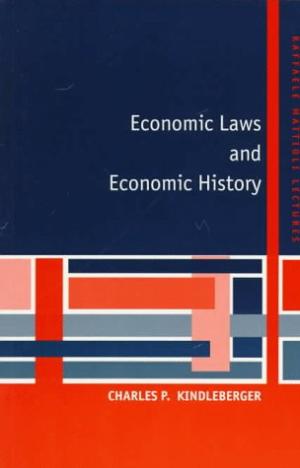 Economic Laws
and
Economic History
RAFFAELE MATTIOLI LECTURES
CHARLES P. KINDLEBERGER